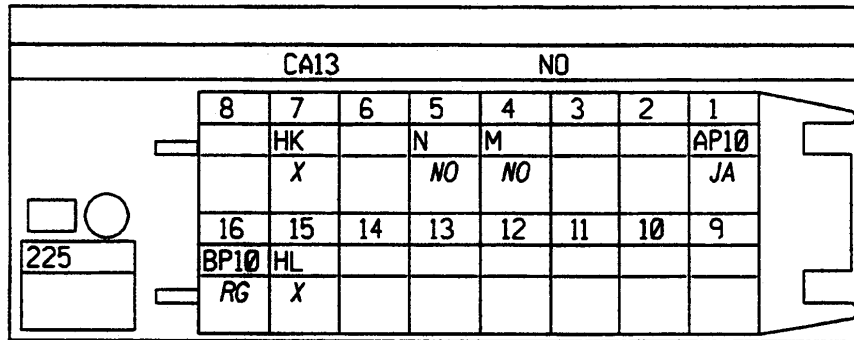 CA13 NO
8 7 6 5 4 3 2 1
HK N M AP10
X NO NO JA
16 15 14 13 12 11 10 9
225 BP10 HL
RG X